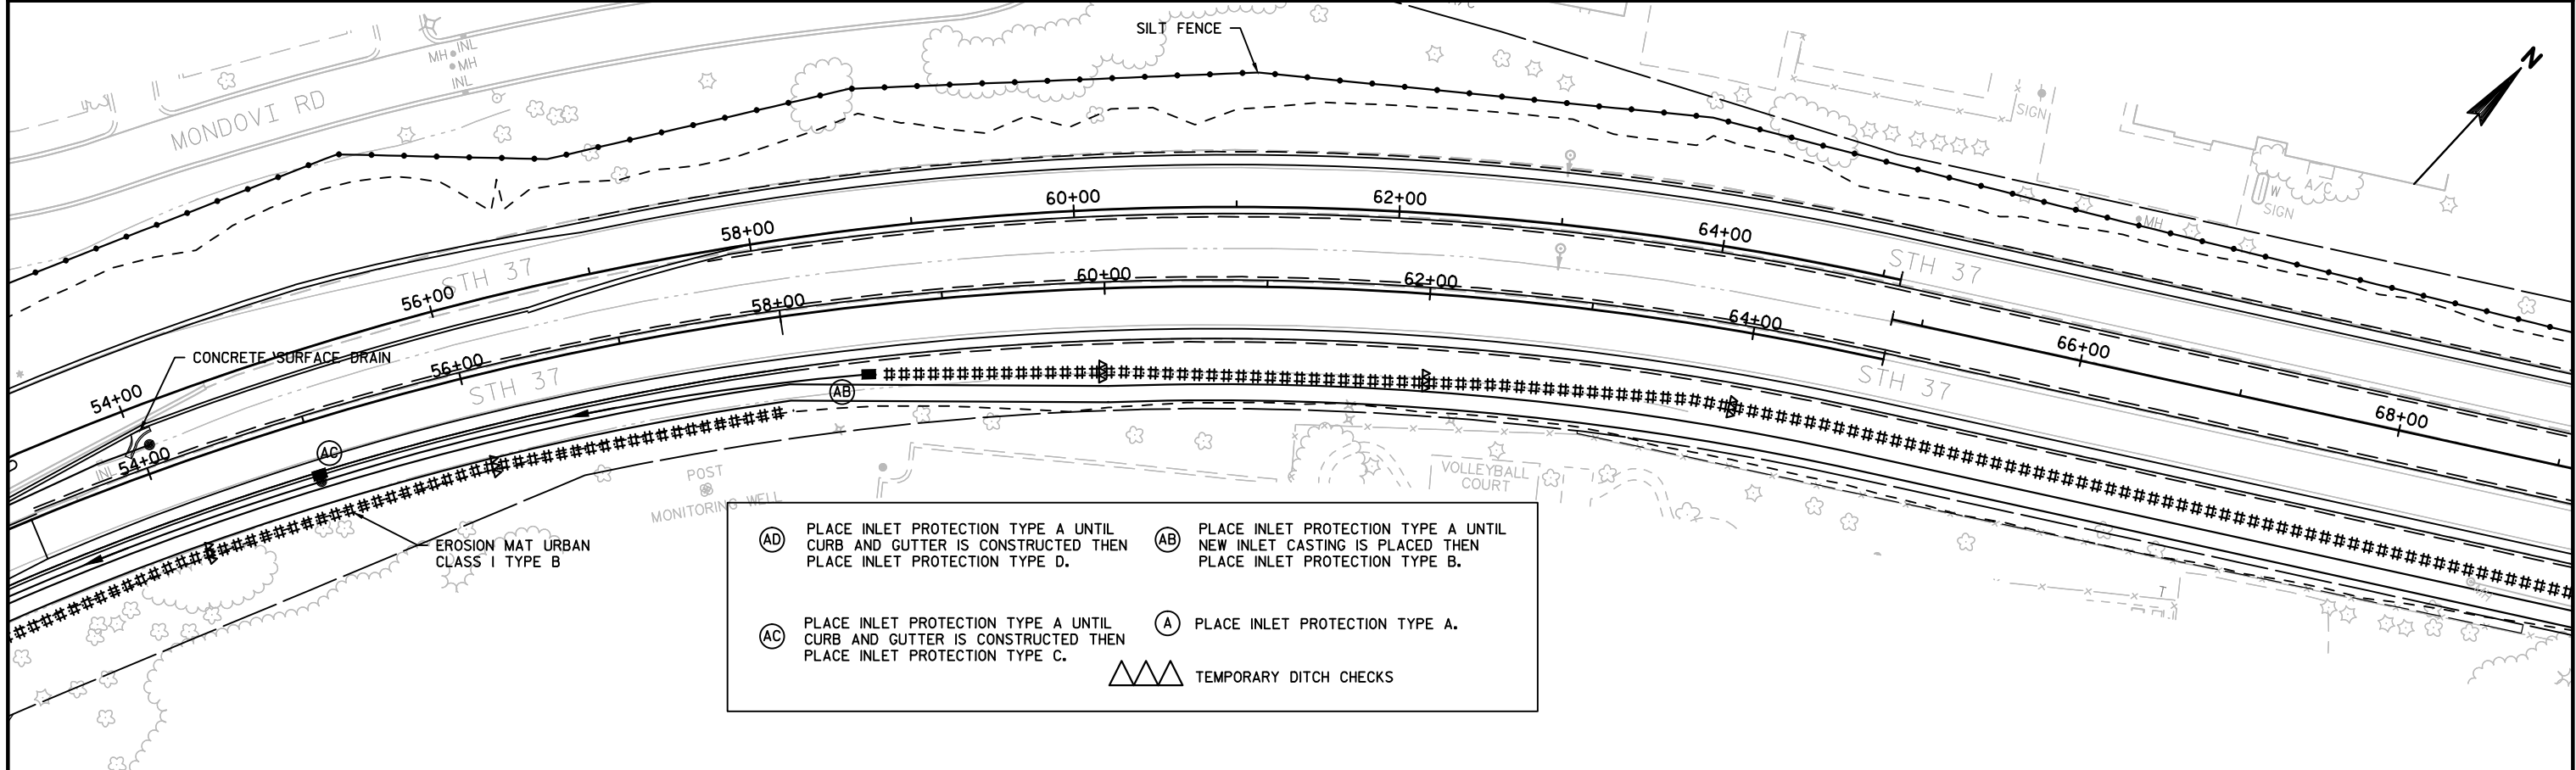 A/C
SILT FENCE
N
INL
MH
MH
INL
MONDOVI RD
SIGN
W
A/C
SIGN
MH
60+00
62+00
58+00
64+00
STH 37
STH 37
56+00
60+00
62+00
58+00
64+00
66+00
CONCRETE SURFACE DRAIN
56+00
STH 37
STH 37
54+00
AB
68+00
AC
INL
54+00
POST
MONITORING WELL
VOLLEYBALL
COURT
EROSION MAT URBAN
CLASS I TYPE B
AD
PLACE INLET PROTECTION TYPE A UNTIL
CURB AND GUTTER IS CONSTRUCTED THEN
PLACE INLET PROTECTION TYPE D.
AB
PLACE INLET PROTECTION TYPE A UNTIL
NEW INLET CASTING IS PLACED THEN
PLACE INLET PROTECTION TYPE B.
AC
PLACE INLET PROTECTION TYPE A UNTIL
CURB AND GUTTER IS CONSTRUCTED THEN
PLACE INLET PROTECTION TYPE C.
A
PLACE INLET PROTECTION TYPE A.
TEMPORARY DITCH CHECKS
T
MH